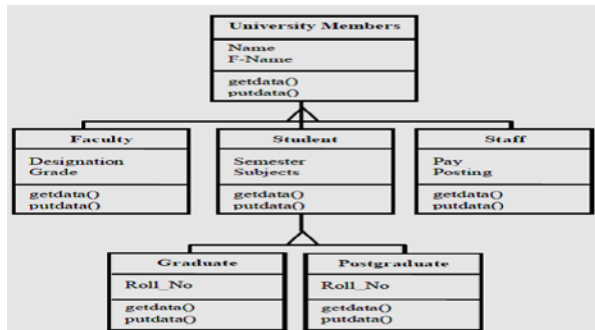 University Members
Name
F-Name
getdata()
putdata()
Faculty
Designation
Grade
getdata()
putdata()
Student
Semester
Subjects
getdata()
putdata()
Staff
Pay
Posting
getdata()
putdata()
Graduate
Roll_No
getdata()
putdata()
Postgraduate
Roll_No
getdata()
putdata()